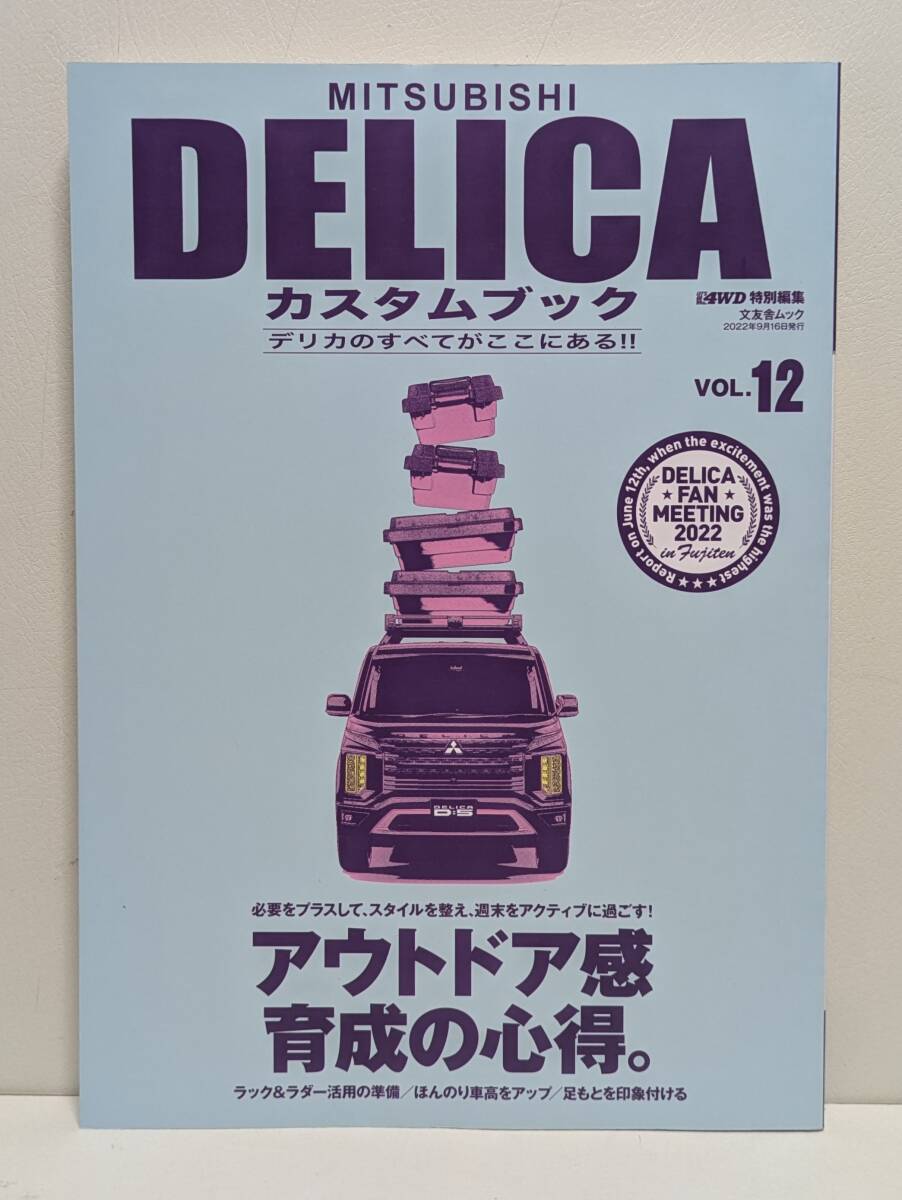 MITSUBISHI
DELICA
カスタムブック
デリカのすべてがここにある!!
4WD 特別編集
文友舎ムック
2022年9月16日発行
VOL.12
Report on June 12th, when the excitement was the highest
DELICA
FAN
MEETING
2022
in Fujiten
DELICA
D:5
必要をプラスして、スタイルを整え、週末をアクティブに過ごす!
アウトドア感
育成の心得。
ラック&ラダー活用の準備/ほんのり車高をアップ/足もとを印象付ける